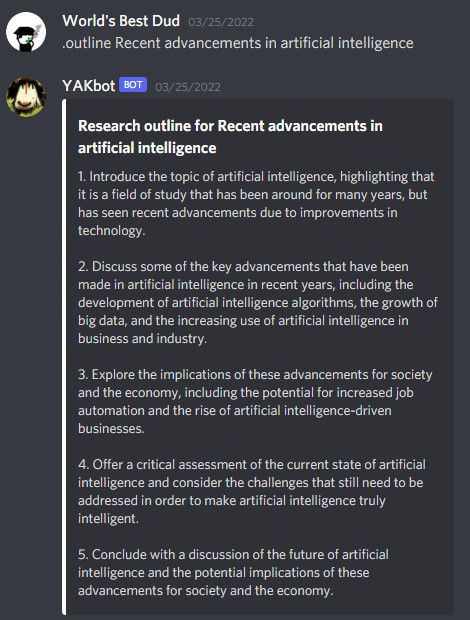 World's Best Dud 03/25/2022
.outline Recent advancements in artificial intelligence
YAKbot BOT 03/25/2022
Research outline for Recent advancements in
artificial intelligence
1. Introduce the topic of artificial intelligence, highlighting that
it is a field of study that has been around for many years, but
has seen recent advancements due to improvements in
technology.
2. Discuss some of the key advancements that have been
made in artificial intelligence in recent years, including the
development of artificial intelligence algorithms, the growth of
big data, and the increasing use of artificial intelligence in
business and industry.
3. Explore the implications of these advancements for society
and the economy, including the potential for increased job
automation and the rise of artificial intelligence-driven
businesses.
4. Offer a critical assessment of the current state of artificial
intelligence and consider the challenges that still need to be
addressed in order to make artificial intelligence truly
intelligent.
5. Conclude with a discussion of the future of artificial
intelligence and the potential implications of these
advancements for society and the economy.